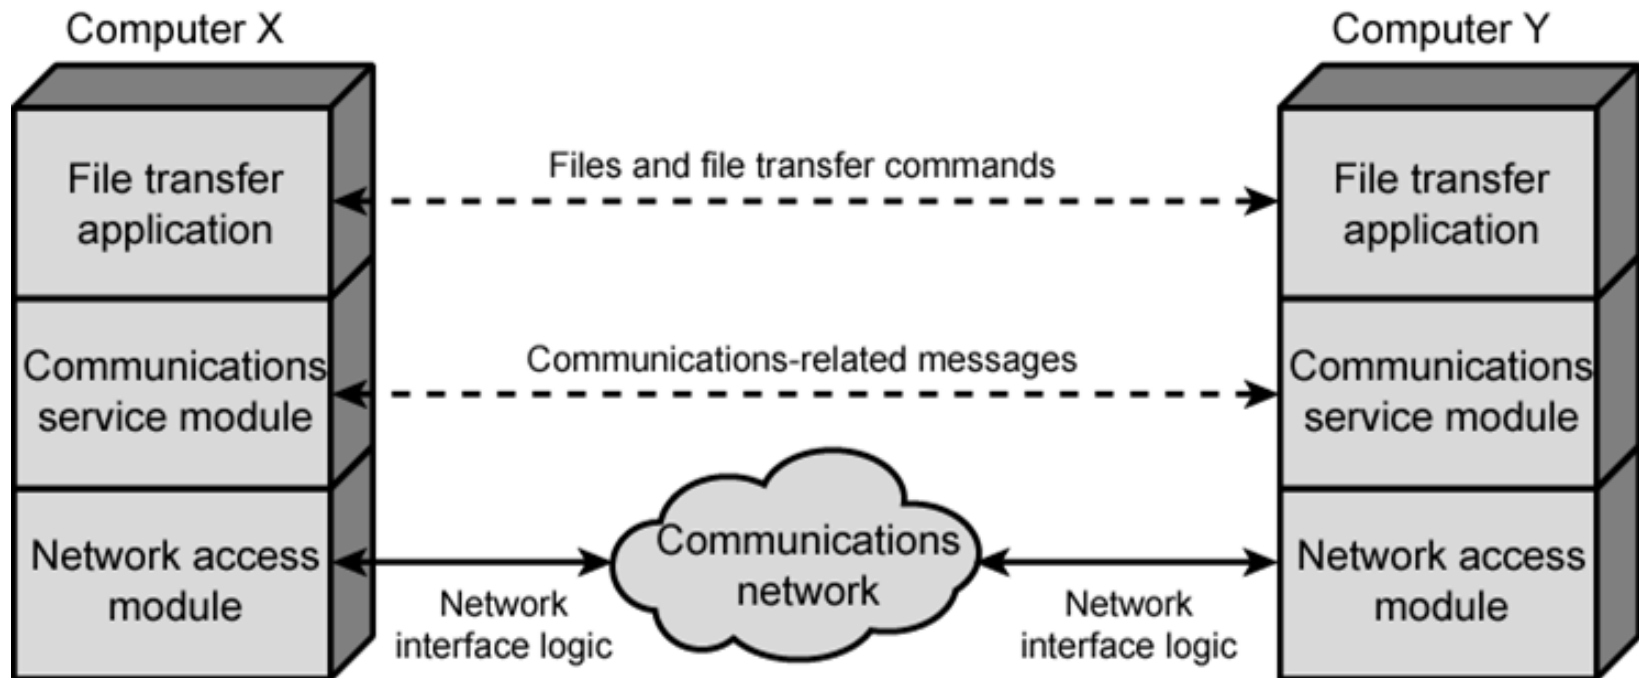 Computer X
Computer Y
File transfer
application
Files and file transfer commands
File transfer
application
Communications
service module
Communications-related messages
Communications
service module
Network access
module
Network
interface logic
Communications
network
Network
interface logic
Network access
module